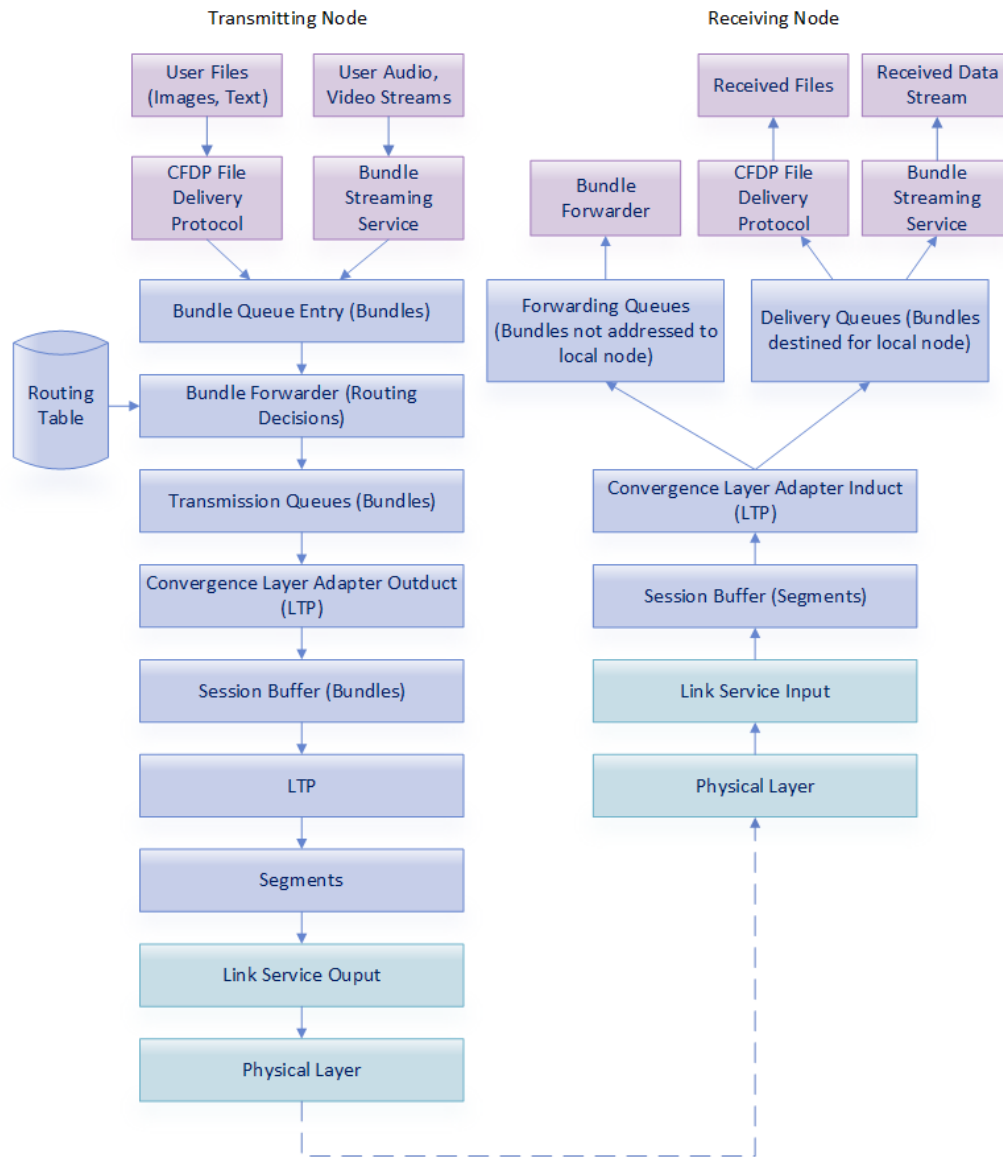 Transmitting Node
User Files
(Images, Text)
User Audio,
Video Streams
CFDP File
Delivery
Protocol
Bundle
Streaming
Service
Bundle Queue Entry (Bundles)
Routing
Table
Bundle Forwarder (Routing
Decisions)
Transmission Queues (Bundles)
Convergence Layer Adapter Outduct
(LTP)
Session Buffer (Bundles)
LTP
Segments
Link Service Ouput
Physical Layer
Receiving Node
Received Files
Received Data
Stream
Bundle
Forwarder
CFDP File
Delivery
Protocol
Bundle
Streaming
Service
Forwarding Queues
(Bundles not addressed to
local node)
Delivery Queues (Bundles
destined for local node)
Convergence Layer Adapter Induct
(LTP)
Session Buffer (Segments)
Link Service Input
Physical Layer